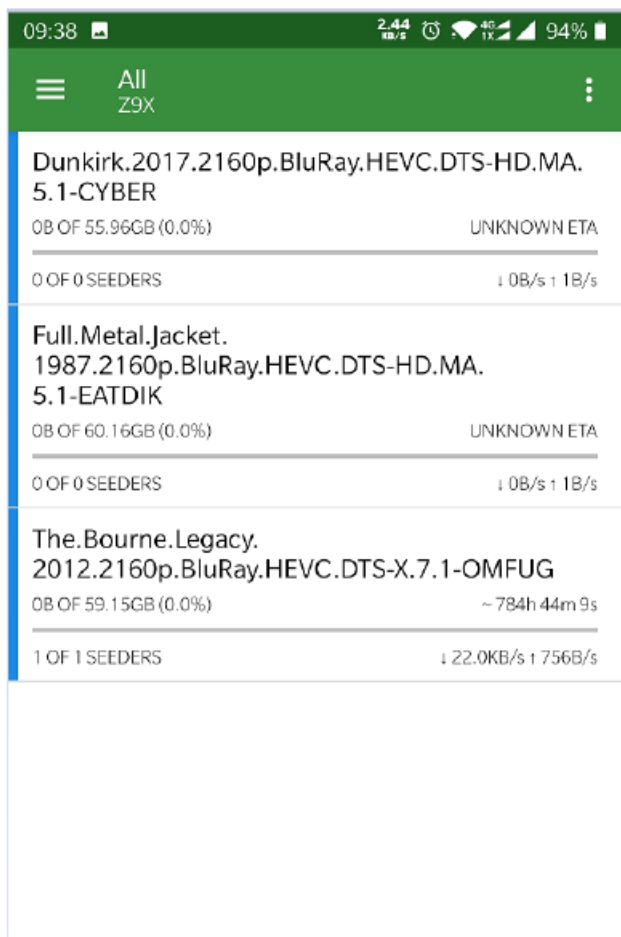 09:38 2.44 KB/s 4G 1X 94%
All
Z9X
Dunkirk.2017.2160p.BluRay.HEVC.DTS-HD.MA.
5.1-CYBER
0B OF 55.96GB (0.0%) UNKNOWN ETA
0 OF 0 SEEDERS ↓ 0B/s ↑ 1B/s
Full.Metal.Jacket.
1987.2160p.BluRay.HEVC.DTS-HD.MA.
5.1-EATDIK
0B OF 60.16GB (0.0%) UNKNOWN ETA
0 OF 0 SEEDERS ↓ 0B/s ↑ 1B/s
The.Bourne.Legacy.
2012.2160p.BluRay.HEVC.DTS-X.7.1-OMFUG
0B OF 59.15GB (0.0%) ~ 784h 44m 9s
1 OF 1 SEEDERS ↓ 22.0KB/s ↑ 756B/s